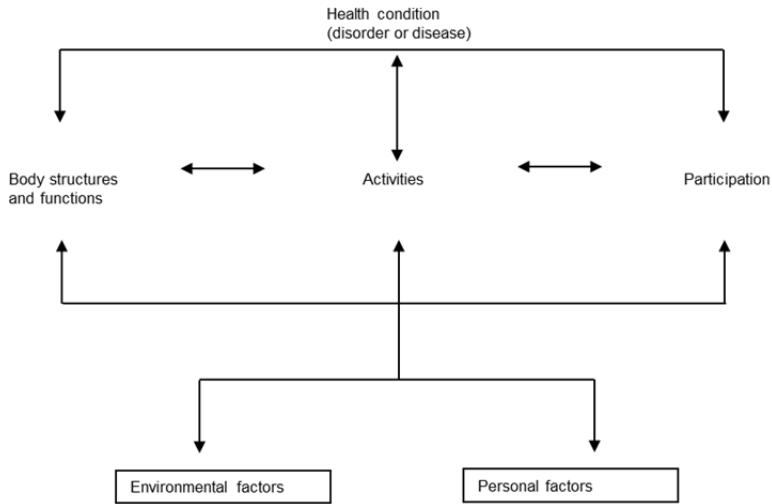 Health condition
(disorder or disease)
Body structures
and functions
Activities
Participation
Environmental factors
Personal factors